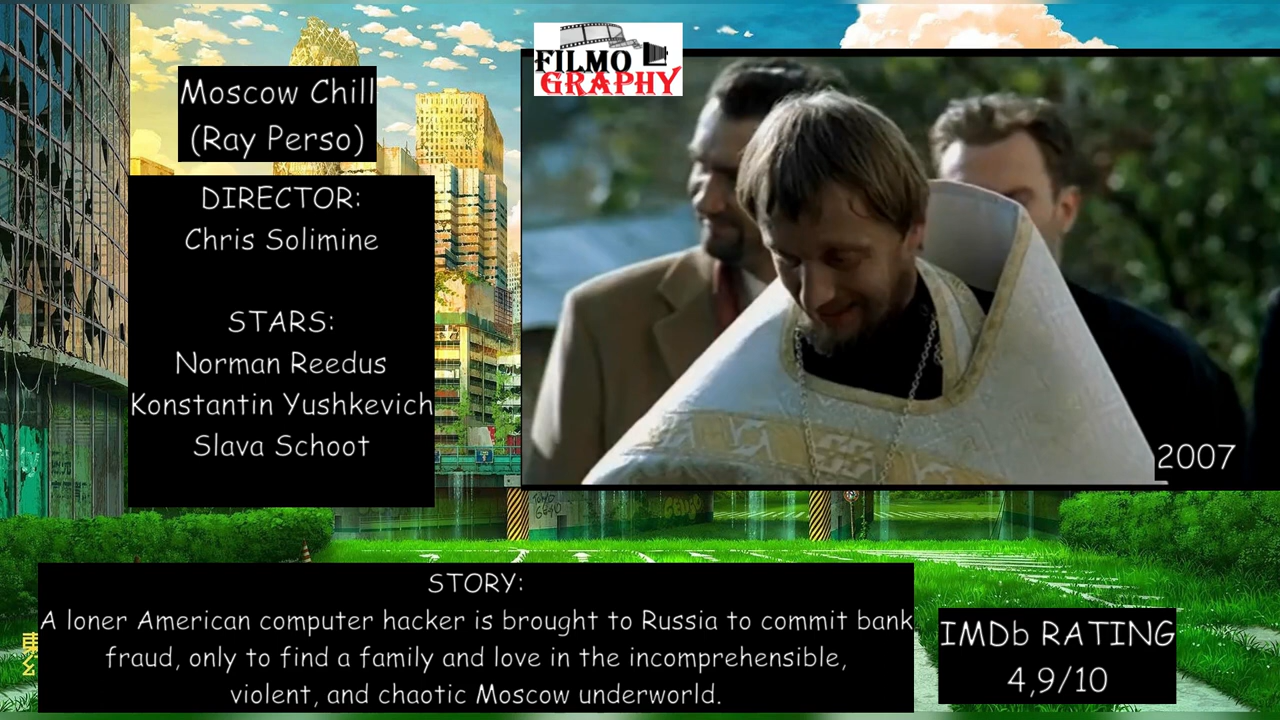 FILMO
GRAPHY
Moscow Chill
(Ray Perso)
DIRECTOR:
Chris Solimine
STARS:
Norman Reedus
Konstantin Yushkevich
Slava Schoot
2007
STORY:
A loner American computer hacker is brought to Russia to commit bank
fraud, only to find a family and love in the incomprehensible,
violent, and chaotic Moscow underworld.
IMDb RATING
4,9/10